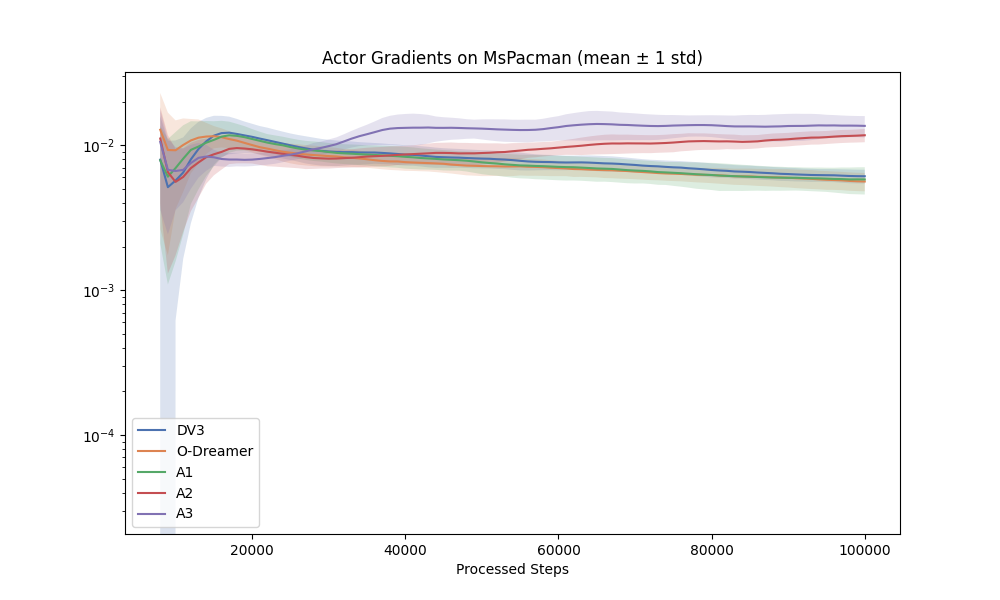 Actor Gradients on MsPacman (mean ± 1 std)
10⁻²
10⁻³
10⁻⁴
DV3
O-Dreamer
A1
A2
A3
20000 40000 60000 80000 100000
Processed Steps